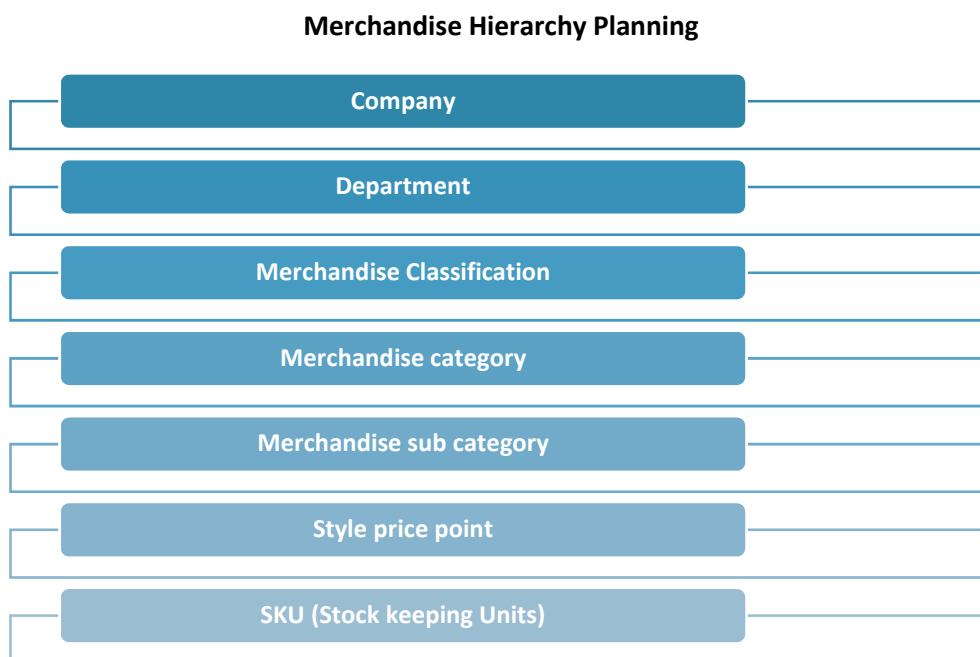 Merchandise Hierarchy Planning
Company
Department
Merchandise Classification
Merchandise category
Merchandise sub category
Style price point
SKU (Stock keeping Units)